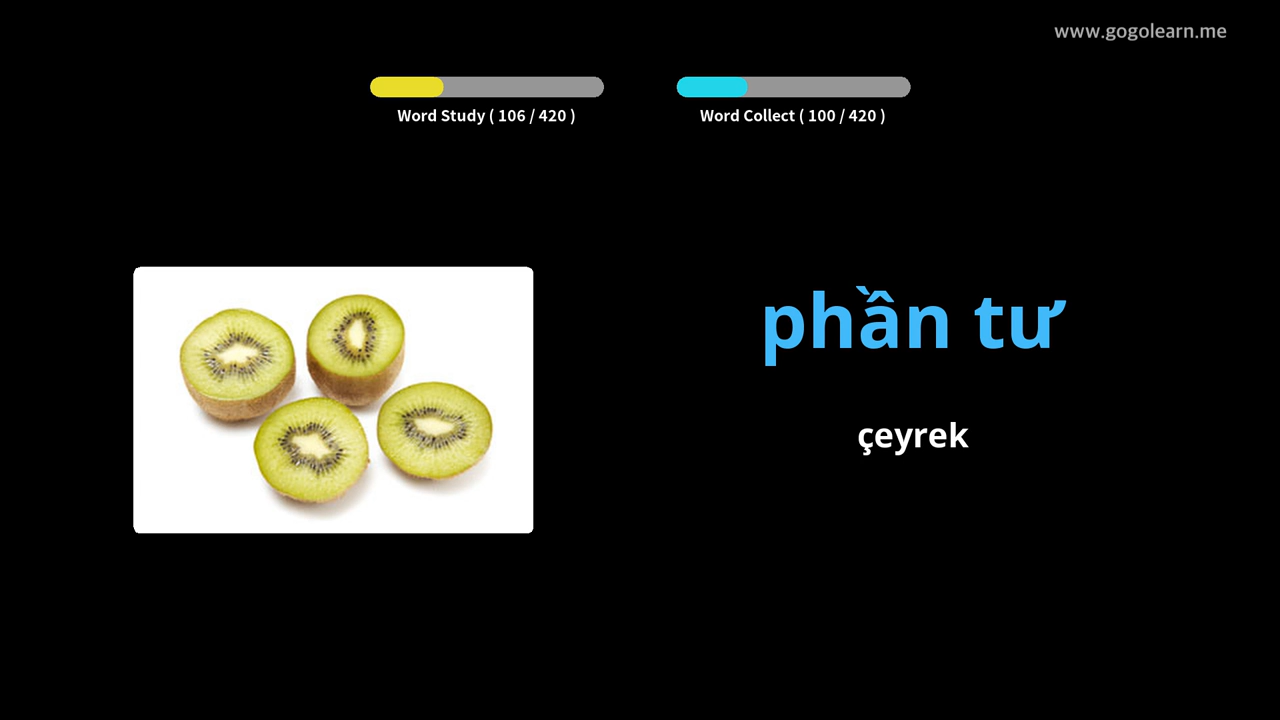 www.gogolearn.me
Word Study ( 106 / 420 )
Word Collect ( 100 / 420 )
phần tư
çeyrek